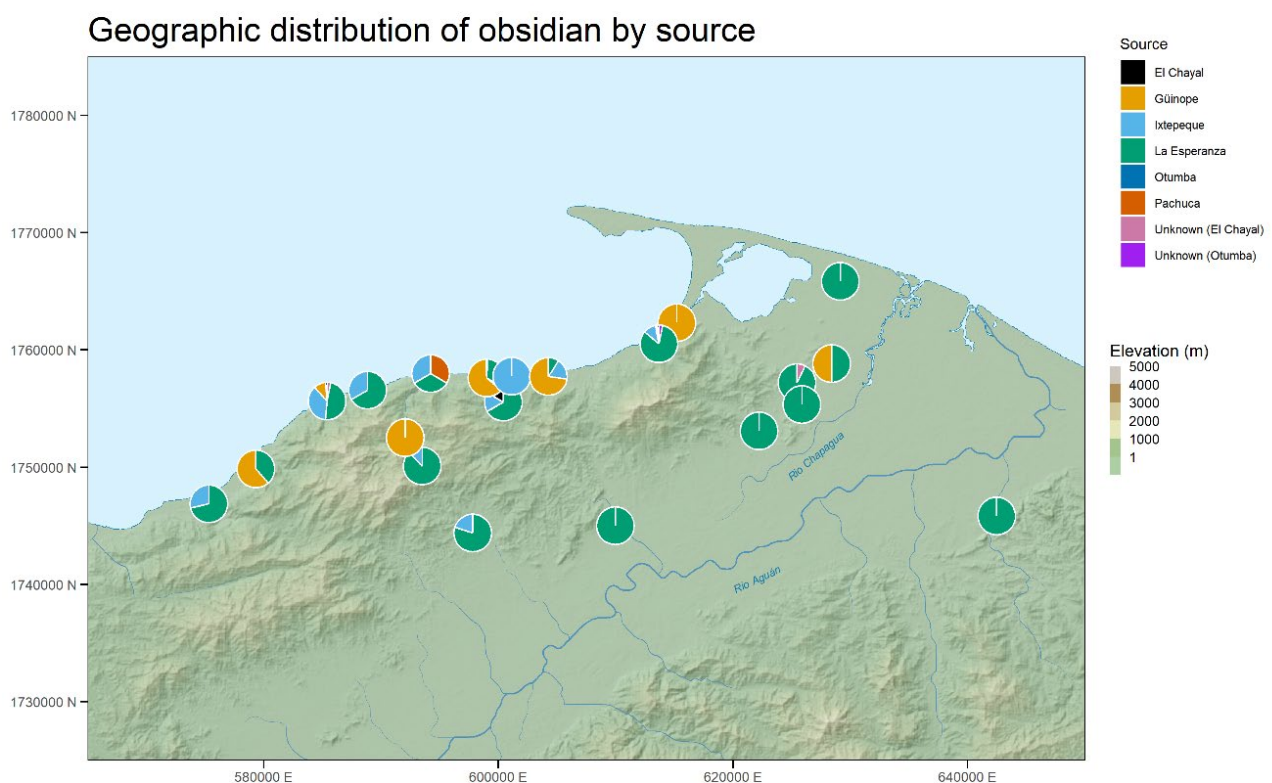 Geographic distribution of obsidian by source
Source
El Chayal
Güinope
Ixtepeque
La Esperanza
Otumba
Pachuca
Unknown (El Chayal)
Unknown (Otumba)
Elevation (m)
5000
4000
3000
2000
1000
1
1780000 N
1770000 N
1760000 N
1750000 N
1740000 N
1730000 N
Río Chapagua
Río Aguán
580000 E
600000 E
620000 E
640000 E